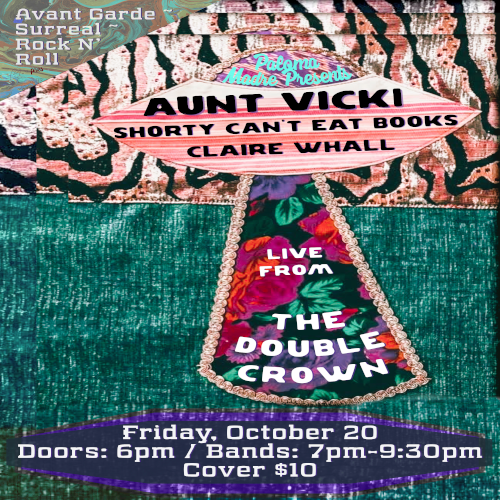 Avant Garde ~
Surreal ~
Rock N'
Roll
Paloma
Madre Presents
AUNT VICKI
SHORTY CAN'T EAT BOOKS
CLAIRE WHALL
LIVE
FROM
THE
DOUBLE
CROWN
Friday, October 20
Doors: 6pm / Bands: 7pm-9:30pm
Cover $10